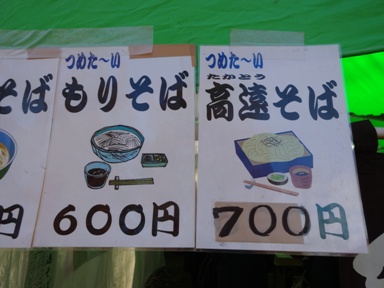 そば
円
つめた～い
もりそば
600円
つめた～い
たかとう
高遠そば
700円